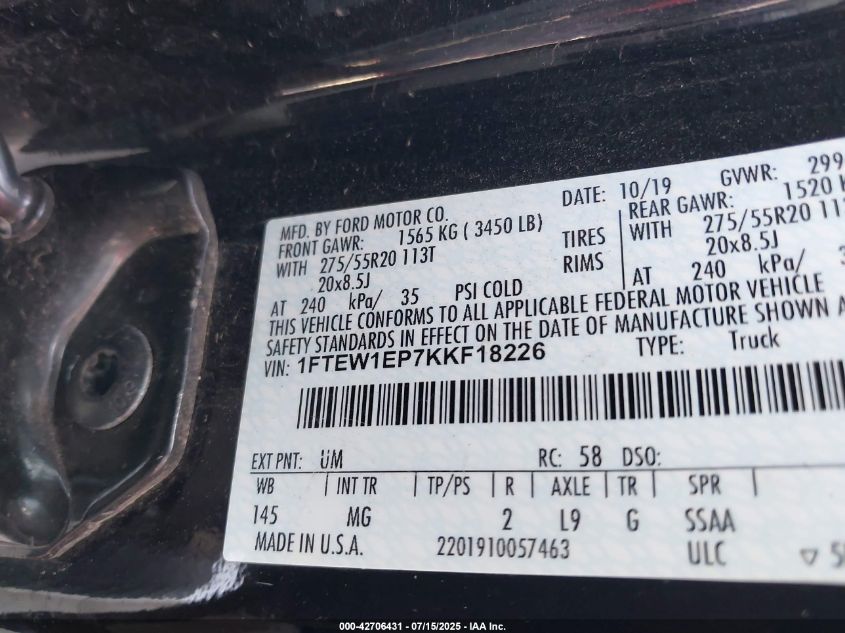 MFD. BY FORD MOTOR CO. DATE: 10/19 GVWR:
FRONT GAWR: 1565 KG ( 3450 LB) REAR GAWR: 1520
WITH 275/55R20 113T TIRES WITH 275/55R20
20x8.5J RIMS 20x8.5J
AT 240 kPa/ 35 PSI COLD AT 240 kPa/
THIS VEHICLE CONFORMS TO ALL APPLICABLE FEDERAL MOTOR VEHICLE
SAFETY STANDARDS IN EFFECT ON THE DATE OF MANUFACTURE SHOWN
VIN: 1FTEW1EP7KKF18226 TYPE: Truck
EXT PNT: UM RC: 58 DSO:
WB | INT TR | TP/PS | R | AXLE | TR | SPR |
145 MG 2 L9 G SSAA
MADE IN U.S.A. 2201910057463 ULC
000-42706431 - 07/15/2025 - IAA Inc.